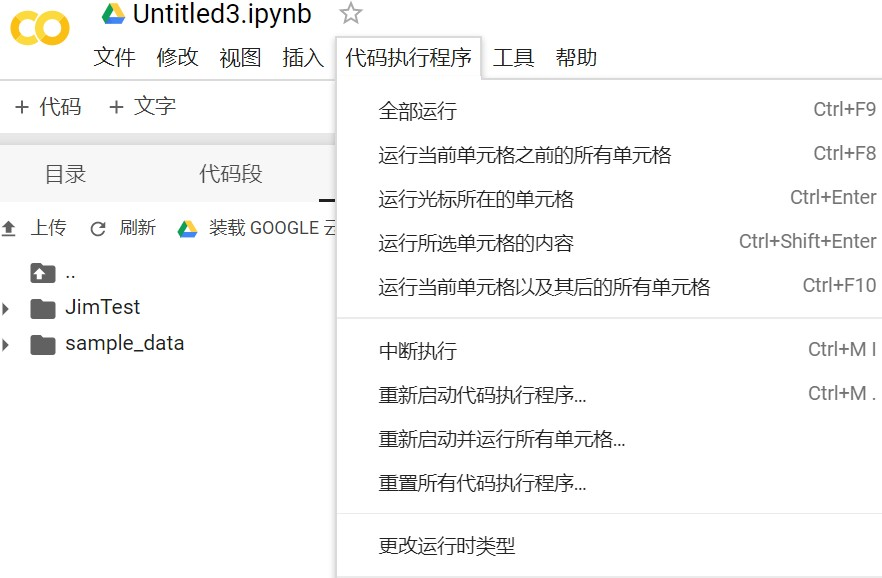 Untitled3.ipynb
文件 修改 视图 插入 代码执行程序 工具 帮助
+ 代码 + 文字
目录 代码段
上传 刷新 装载 GOOGLE 云
..
JimTest
sample_data
全部运行 Ctrl+F9
运行当前单元格之前的所有单元格 Ctrl+F8
运行光标所在的单元格 Ctrl+Enter
运行所选单元格的内容 Ctrl+Shift+Enter
运行当前单元格以及其后的所有单元格 Ctrl+F10
中断执行 Ctrl+M I
重新启动代码执行程序... Ctrl+M .
重新启动并运行所有单元格...
重置所有代码执行程序...
更改运行时类型